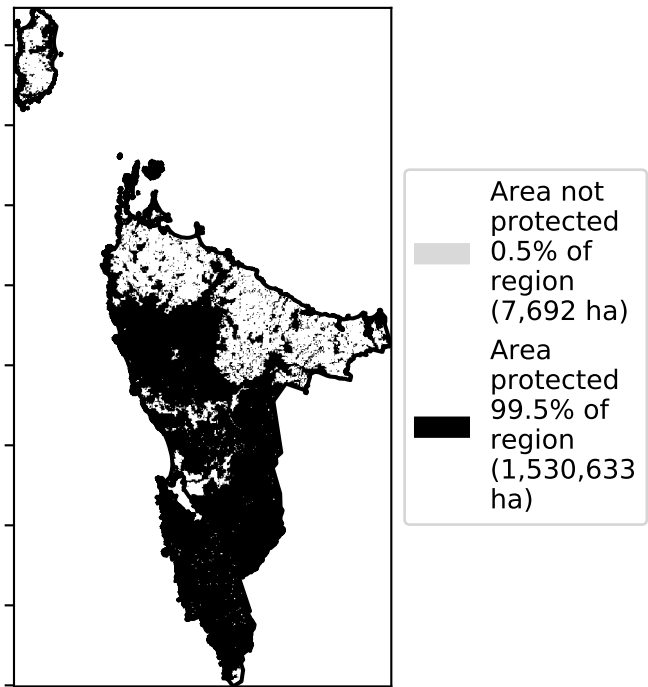 Area not
protected
0.5% of
region
(7,692 ha)
Area
protected
99.5% of
region
(1,530,633
ha)